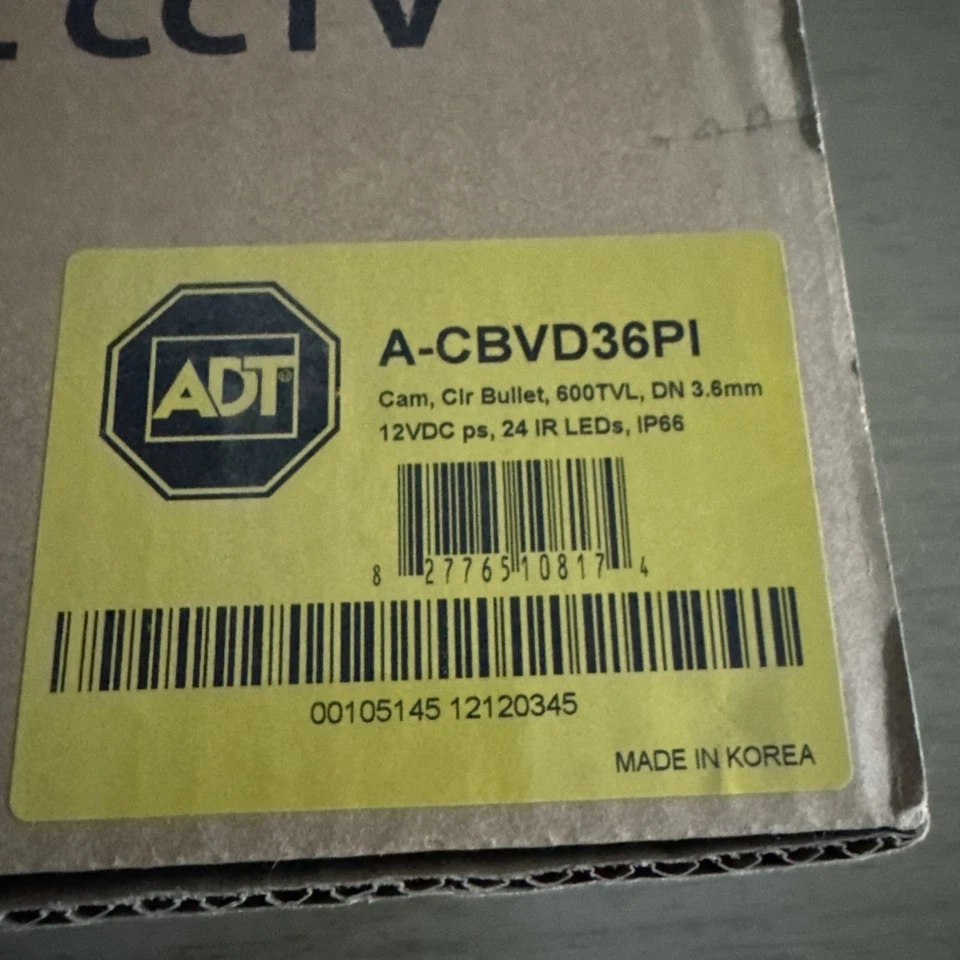 CCTV
ADT®
A-CBVD36PI
Cam, Clr Bullet, 600TVL, DN 3.6mm
12VDC ps, 24 IR LEDs, IP66
8 27765 10817 4
00105145 12120345
MADE IN KOREA